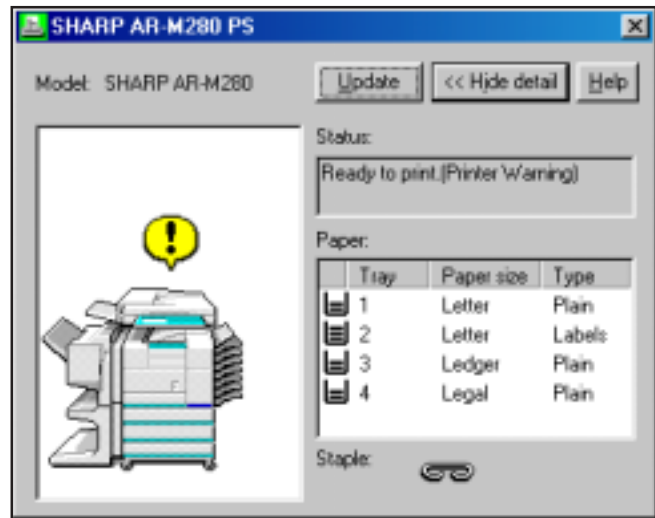 SHARP AR-M280 PS
Model: SHARP AR-M280
Update
<< Hide detail
Help
Status:
Ready to print.(Printer Warning)
Paper:
Tray Paper size Type
1 Letter Plain
2 Letter Labels
3 Ledger Plain
4 Legal Plain
Staple: